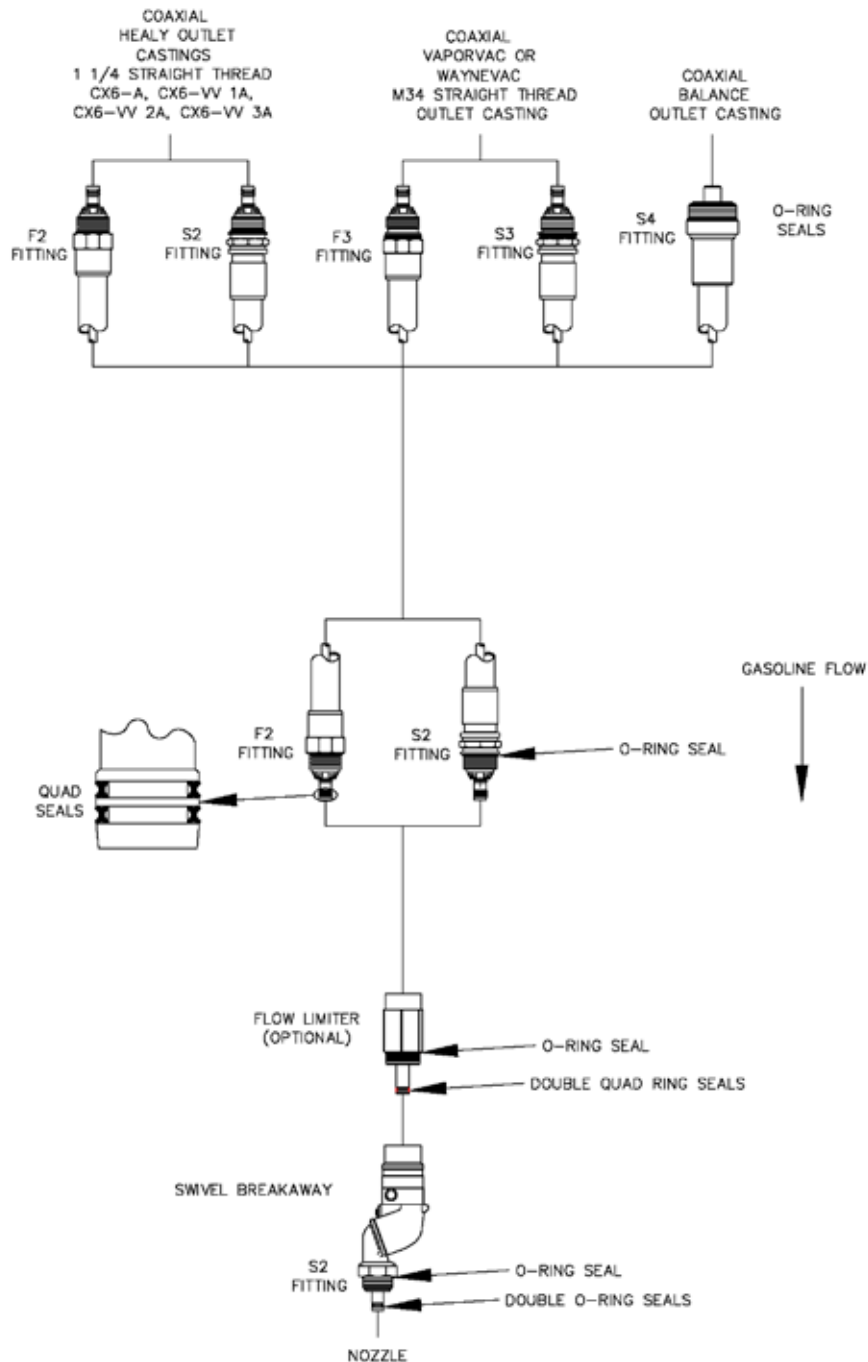 COAXIAL
HEALY OUTLET
CASTINGS
1 1/4 STRAIGHT THREAD
CX6-A, CX6-VV 1A,
CX6-VV 2A, CX6-VV 3A
COAXIAL
VAPORVAC OR
WAYNEVAC
M34 STRAIGHT THREAD
OUTLET CASTING
COAXIAL
BALANCE
OUTLET CASTING
F2
FITTING
S2
FITTING
F3
FITTING
S3
FITTING
S4
FITTING
O-RING
SEALS
GASOLINE FLOW
F2
FITTING
S2
FITTING
O-RING SEAL
QUAD
SEALS
FLOW LIMITER
(OPTIONAL)
O-RING SEAL
DOUBLE QUAD RING SEALS
SWIVEL BREAKAWAY
S2
FITTING
O-RING SEAL
DOUBLE O-RING SEALS
NOZZLE